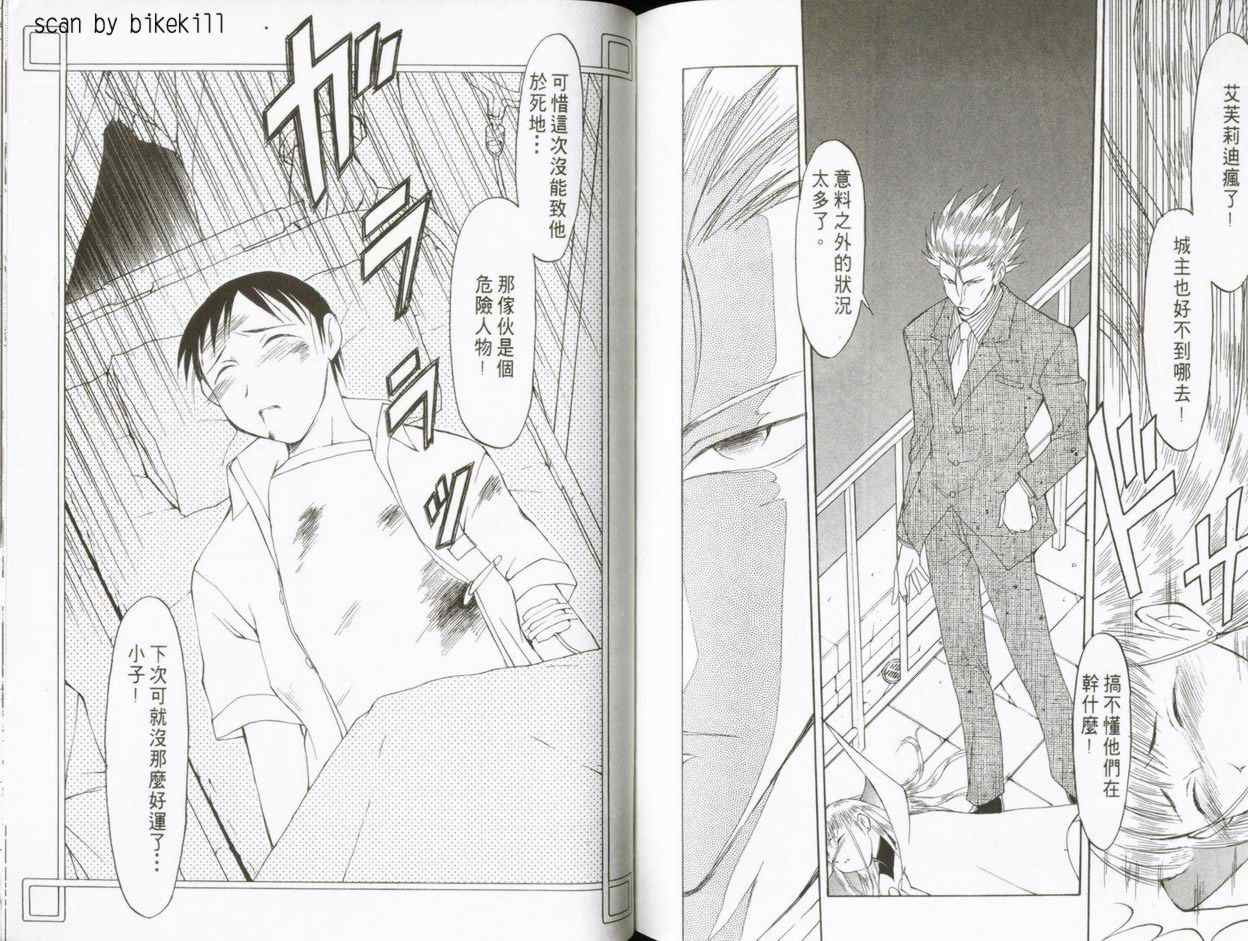 scan by bikekill
艾芙莉迪瘋了！
城主也好不到哪去！
ドサ
搞不懂他們在
幹什麼！
意料之外的狀況
太多了。
可惜這次沒能致他
於死地…
那傢伙是個
危險人物！
ガラララッ
下次可就沒那麼好運了…
小子！